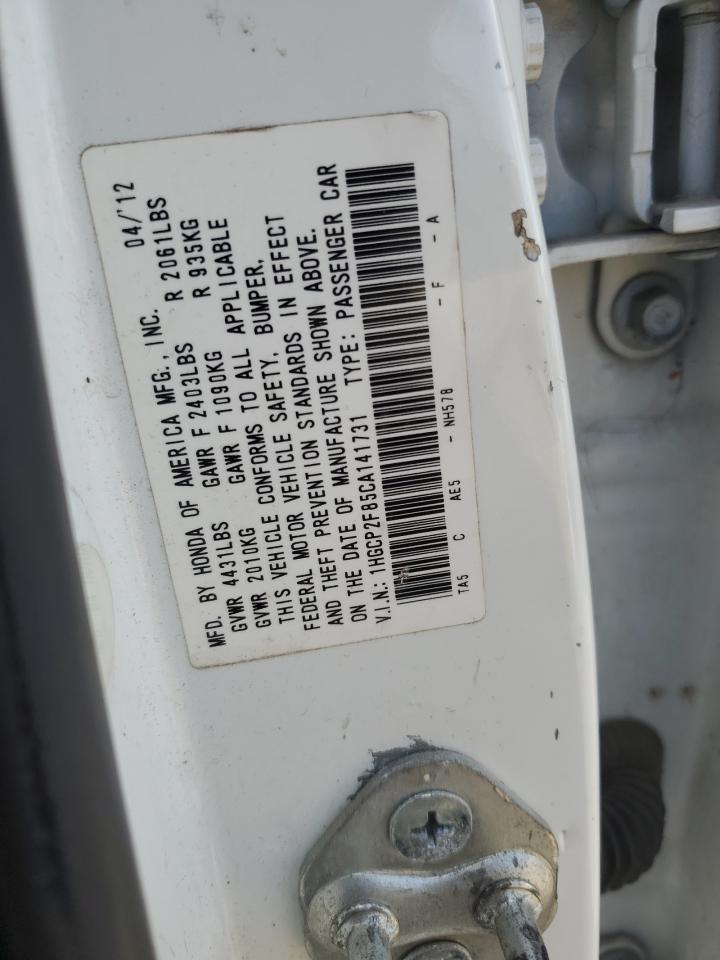 MFD. BY HONDA OF AMERICA MFG., INC. 04/'12
GVWR 4431LBS GAWR F 2403LBS R 2061LBS
GVWR 2010KG GAWR F 1090KG R 935KG
THIS VEHICLE CONFORMS TO ALL APPLICABLE
FEDERAL MOTOR VEHICLE SAFETY, BUMPER,
AND THEFT PREVENTION STANDARDS IN EFFECT
ON THE DATE OF MANUFACTURE SHOWN ABOVE.
V.I.N.: 1HGCP2F85CA141731 TYPE: PASSENGER CAR
TA5 C AE5 - NH578 - F - A